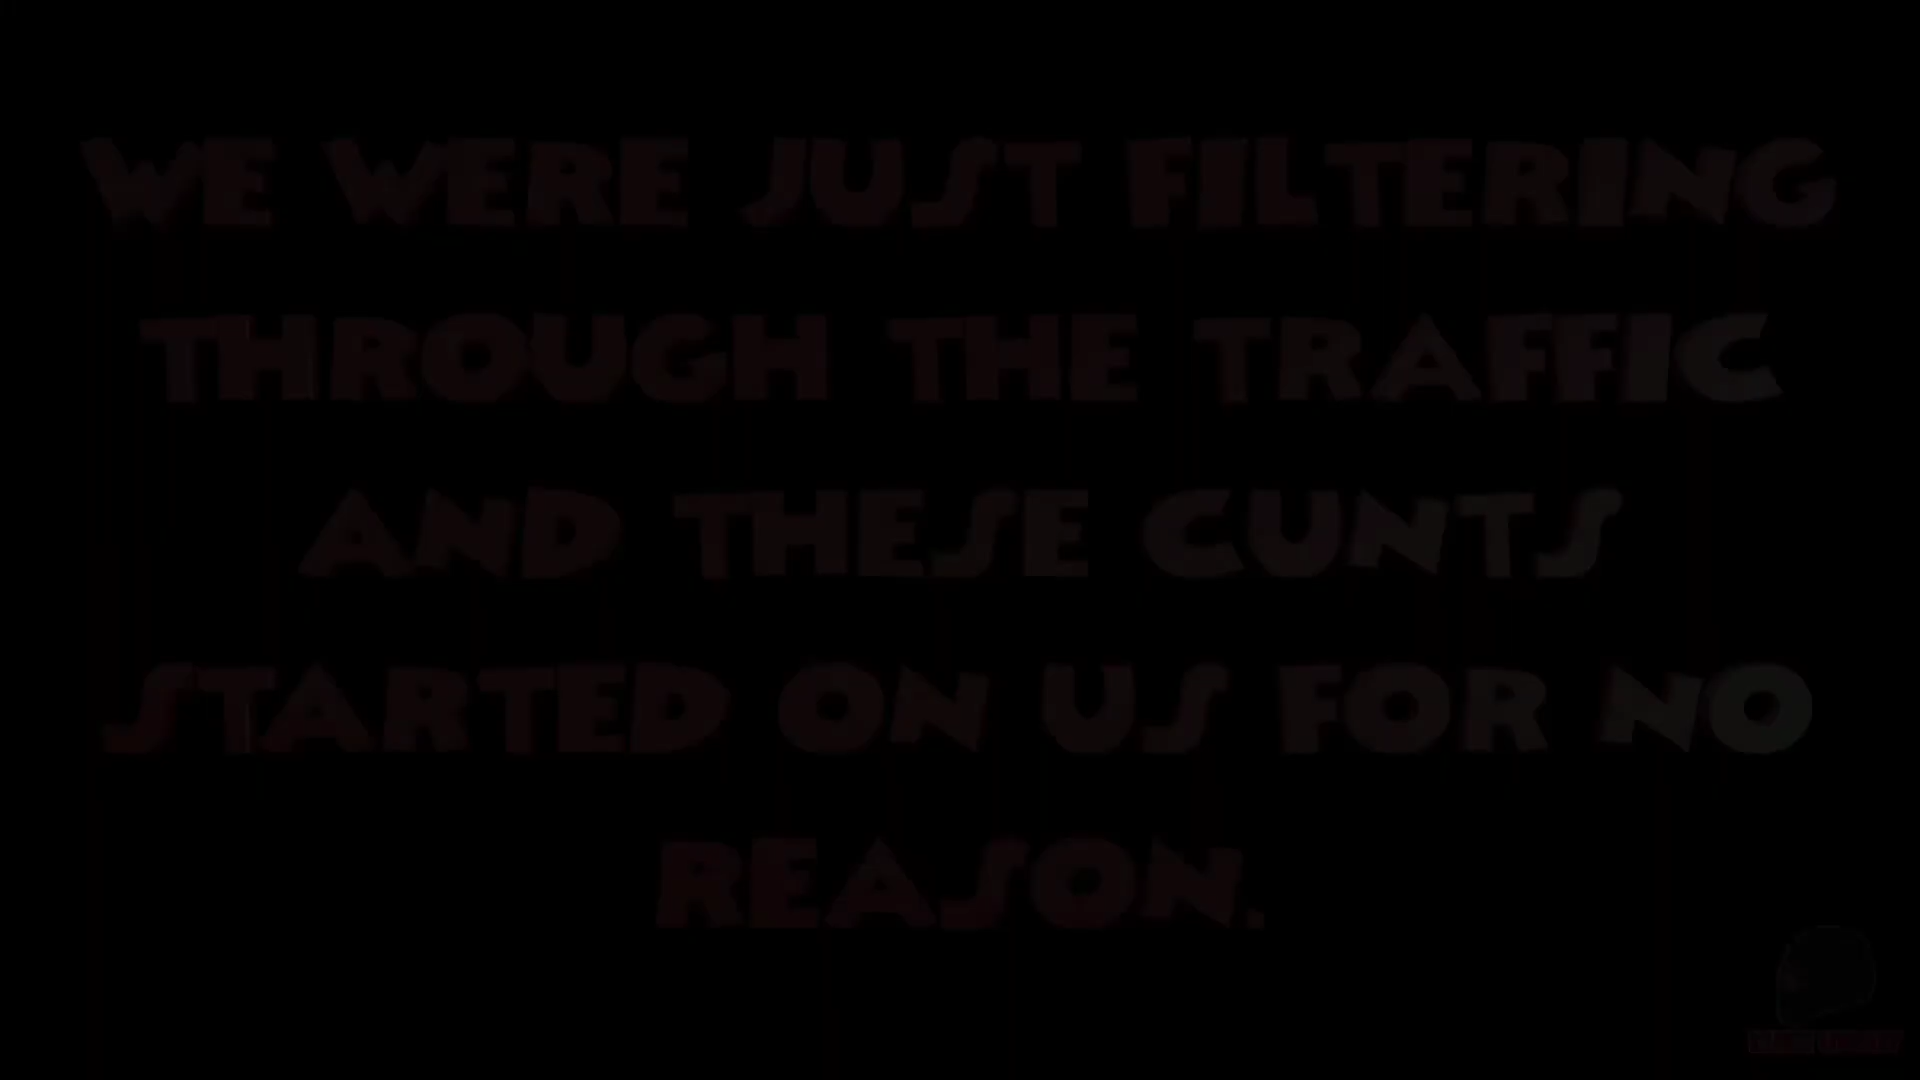 WE WERE JUST FILTERING
THROUGH THE TRAFFIC
AND THESE CUNTS
STARTED ON US FOR NO
REASON.